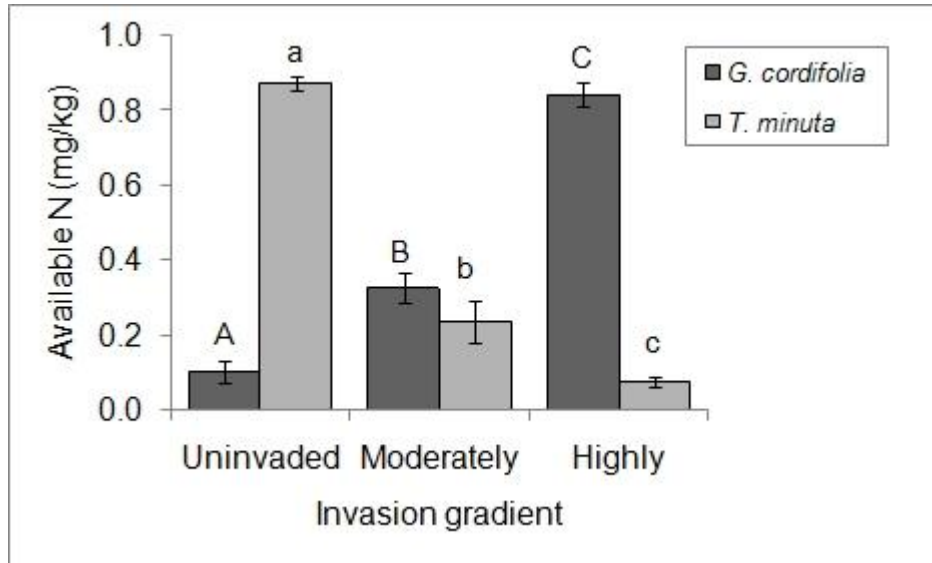 Available N (mg/kg)
1.0
0.8
0.6
0.4
0.2
0.0
A
a
B
b
C
c
Uninvaded Moderately Highly
Invasion gradient
G. cordifolia
T. minuta